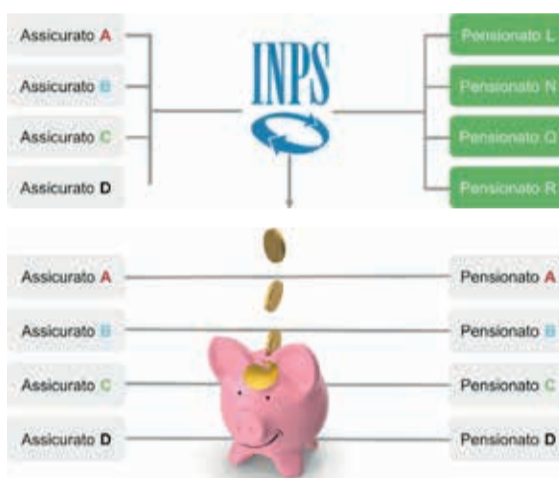 Assicurato A
Assicurato B
Assicurato C
Assicurato D
INPS
Pensionato L
Pensionato N
Pensionato Q
Pensionato R
Assicurato A
Assicurato B
Assicurato C
Assicurato D
Pensionato A
Pensionato B
Pensionato C
Pensionato D